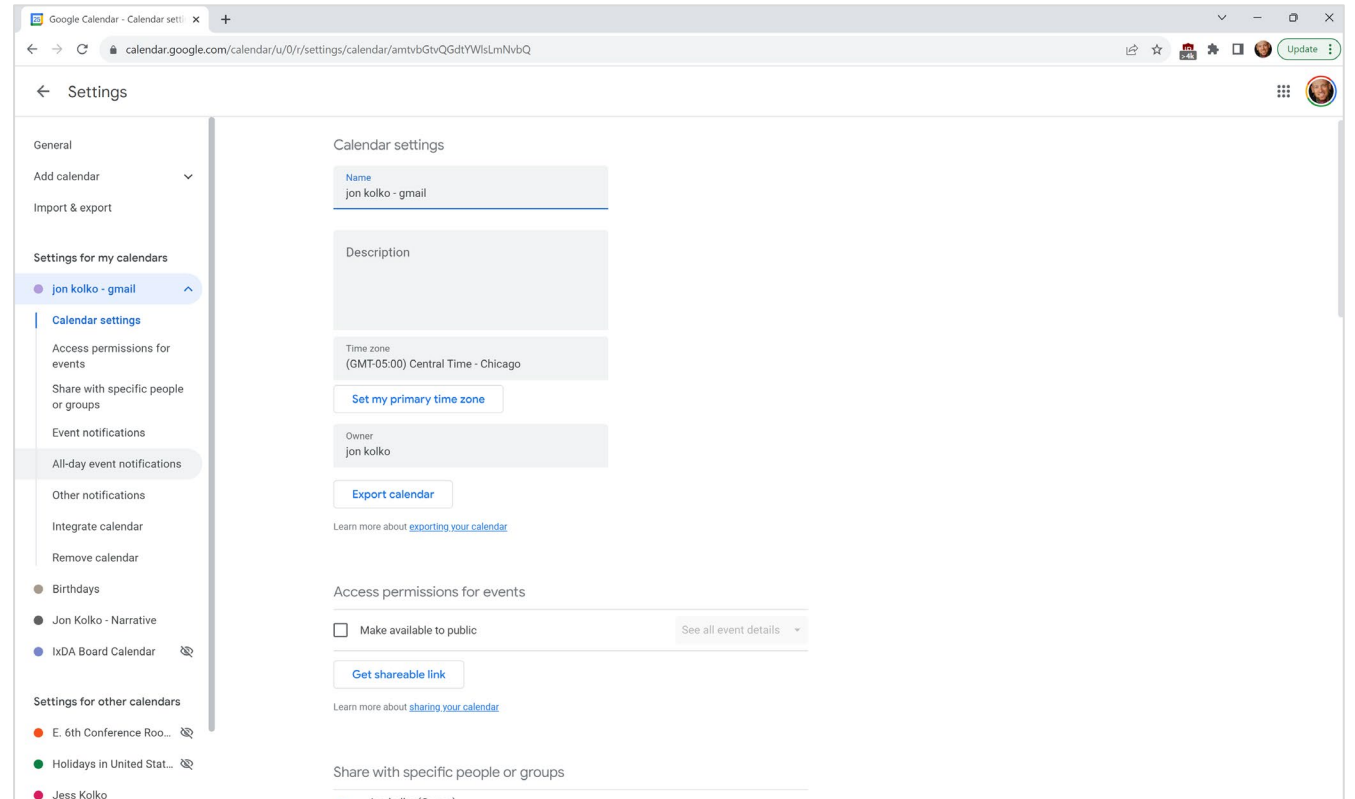 Google Calendar - Calendar sett
calendar.google.com/calendar/u/0/r/settings/calendar/amtvbGtvQGdtYWlsLmNvbQ
>4k
Update
Settings
General
Add calendar
Import & export
Settings for my calendars
jon kolko - gmail
Calendar settings
Access permissions for
events
Share with specific people
or groups
Event notifications
All-day event notifications
Other notifications
Integrate calendar
Remove calendar
Birthdays
Jon Kolko - Narrative
IxDA Board Calendar
Settings for other calendars
E. 6th Conference Roo...
Holidays in United Stat...
Jess Kolko
Calendar settings
Name
jon kolko - gmail
Description
Time zone
(GMT-05:00) Central Time - Chicago
Set my primary time zone
Owner
jon kolko
Export calendar
Learn more about exporting your calendar
Access permissions for events
Make available to public
See all event details
Get shareable link
Learn more about sharing your calendar
Share with specific people or groups